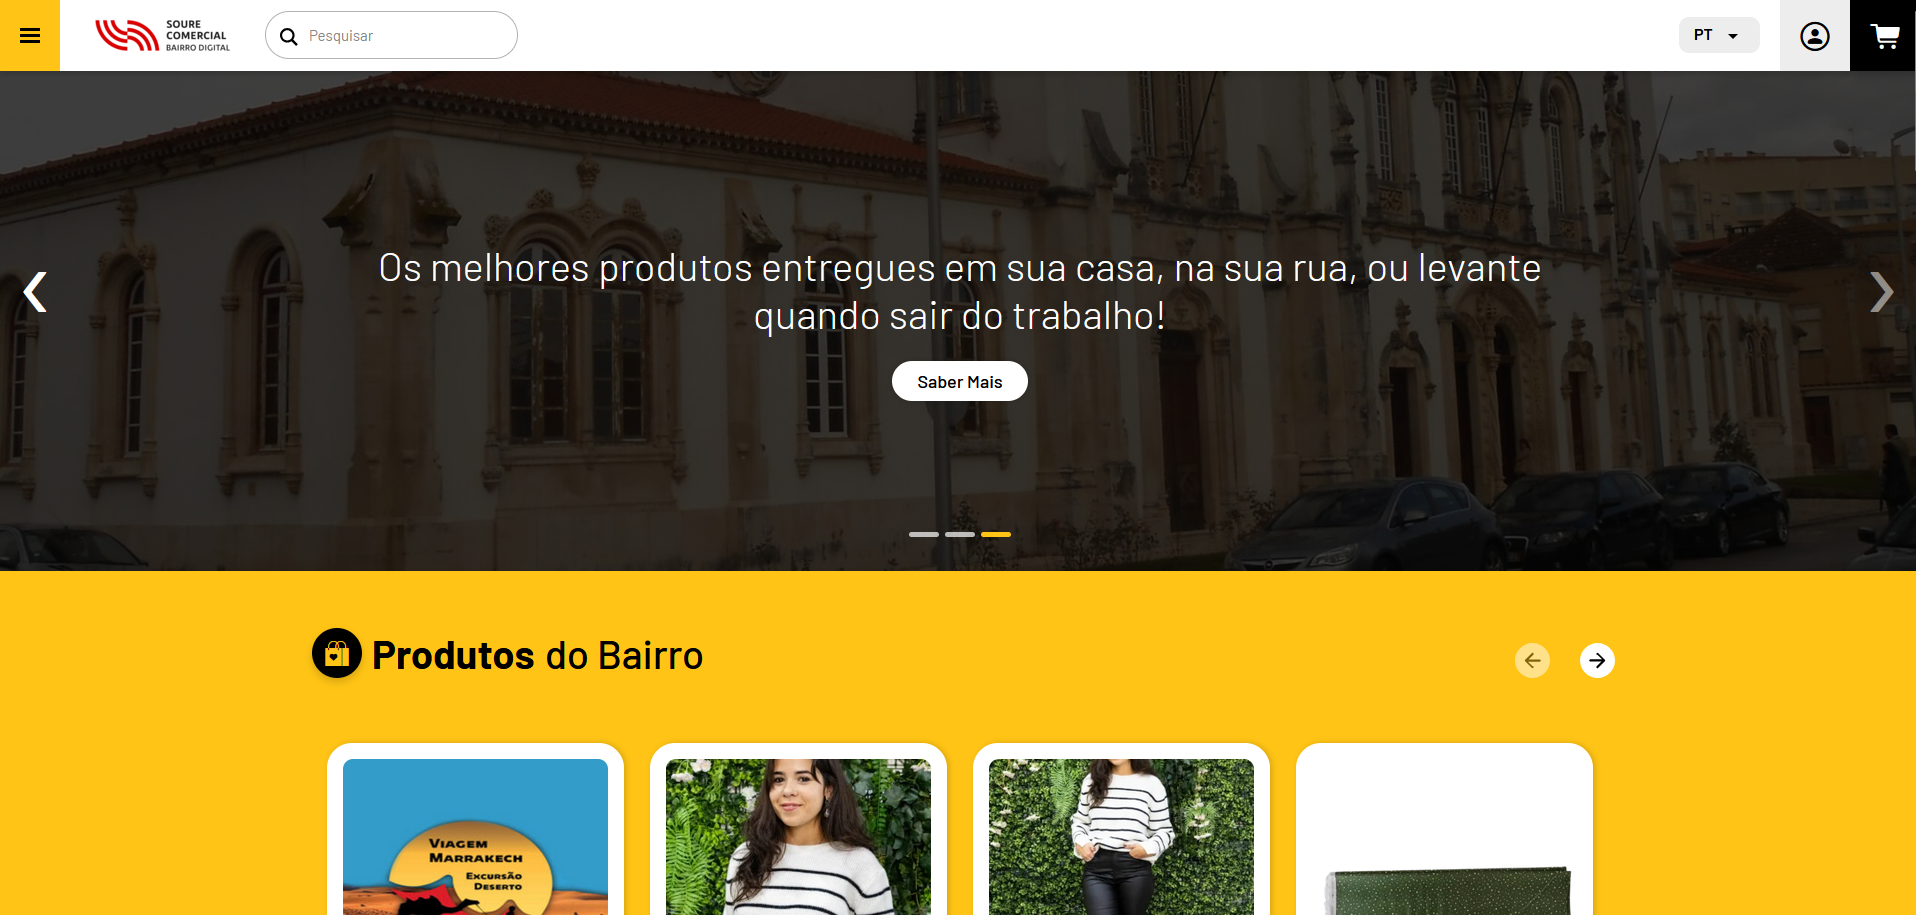 SOURE
COMERCIAL
BAIRRO DIGITAL
Pesquisar
PT
Os melhores produtos entregues em sua casa, na sua rua, ou levante
quando sair do trabalho!
Saber Mais
Produtos do Bairro
VIAGEM
MARRAKECH
EXCURSÃO
DESERTO